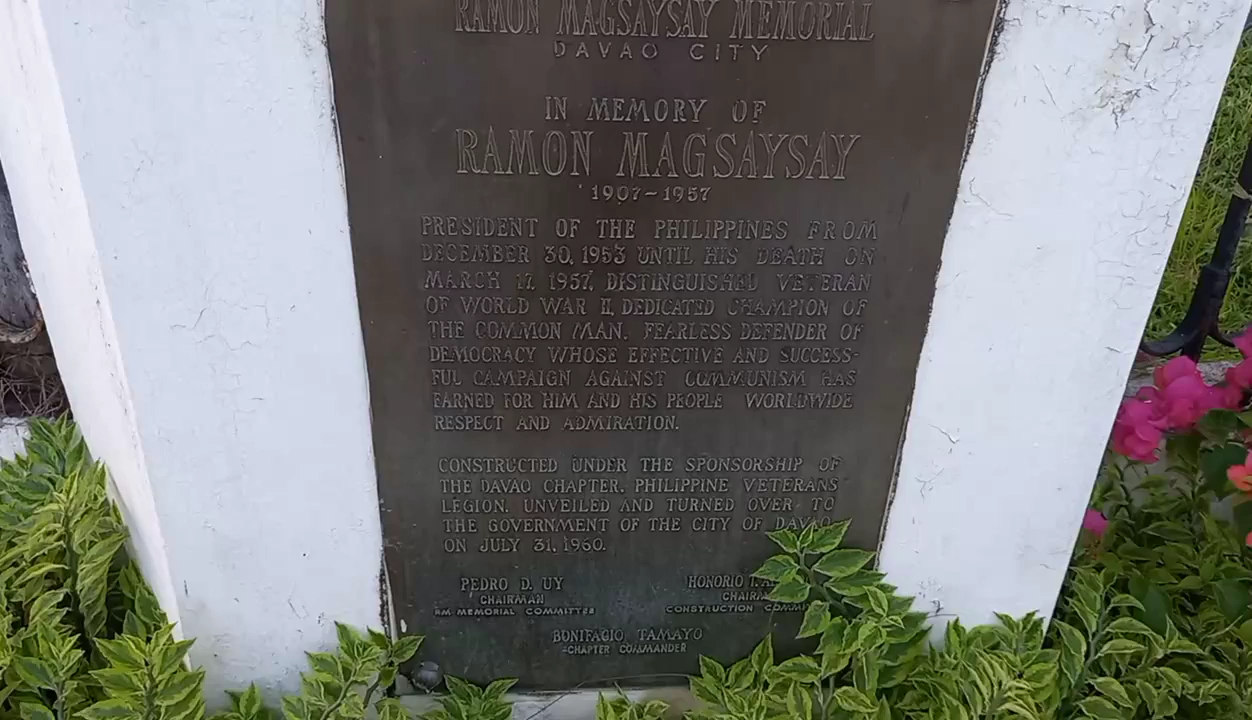 RAMON MAGSAYSAY MEMORIAL
DAVAO CITY
IN MEMORY OF
RAMON MAGSAYSAY
1907-1957
PRESIDENT OF THE PHILIPPINES FROM
DECEMBER 30, 1953 UNTIL HIS DEATH ON
MARCH 17, 1957, DISTINGUISHED VETERAN
OF WORLD WAR II, DEDICATED CHAMPION OF
THE COMMON MAN, FEARLESS DEFENDER OF
DEMOCRACY WHOSE EFFECTIVE AND SUCCESS-
FUL CAMPAIGN AGAINST COMMUNISM HAS
EARNED FOR HIM AND HIS PEOPLE WORLDWIDE
RESPECT AND ADMIRATION.
CONSTRUCTED UNDER THE SPONSORSHIP OF
THE DAVAO CHAPTER, PHILIPPINE VETERANS
LEGION. UNVEILED AND TURNED OVER TO
THE GOVERNMENT OF THE CITY OF DAVAO
ON JULY 31, 1960.
PEDRO D. UY
CHAIRMAN
RM MEMORIAL COMMITTEE
HONORIO
CONSTRUCTION
BONIFACIO TAMAYO
CHAPTER COMMANDER